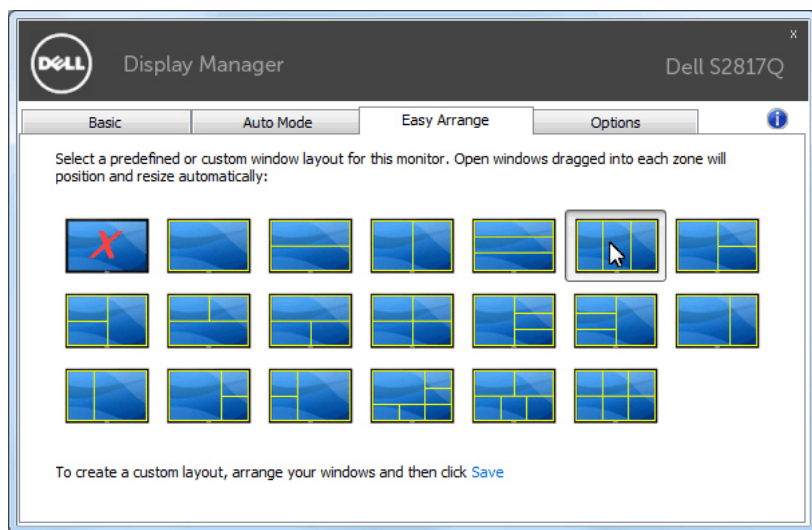 x
DELL
Display Manager
Dell S2817Q
Basic
Auto Mode
Easy Arrange
Options
i
Select a predefined or custom window layout for this monitor. Open windows dragged into each zone will
position and resize automatically:
X
To create a custom layout, arrange your windows and then click Save